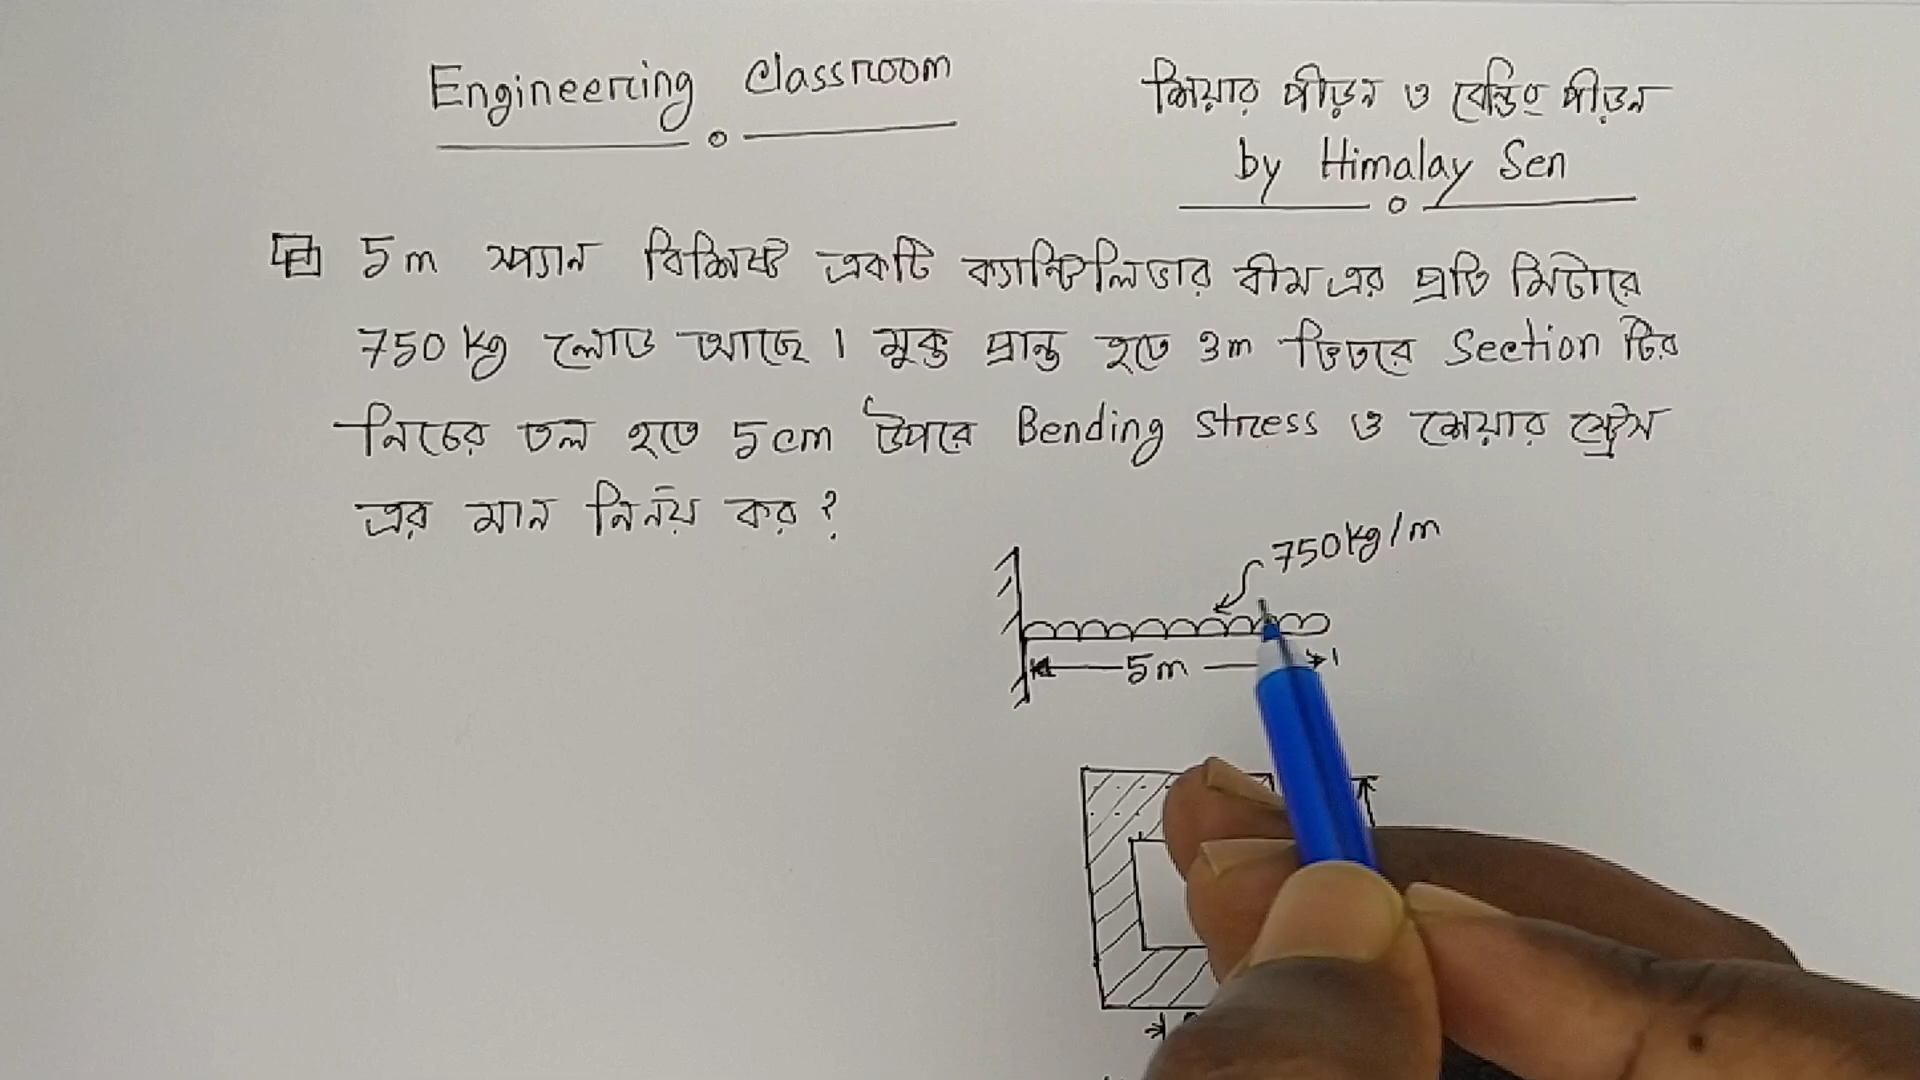 Engineering Classroom
শিয়ার পীড়ন ও বেন্ডিং পীড়ন
by Himalay Sen
5m স্প্যান বিশিষ্ট একটি ক্যান্টিলিভার বীম এর প্রতি মিটারে
750 kg লোড আছে। মুক্ত প্রান্ত হতে 3m ভিতরে Section টির
নিচের তল হতে 5cm উপরে Bending Stress ও শেয়ার স্ট্রেস
এর মান নির্নয় কর?
750kg/m
5m